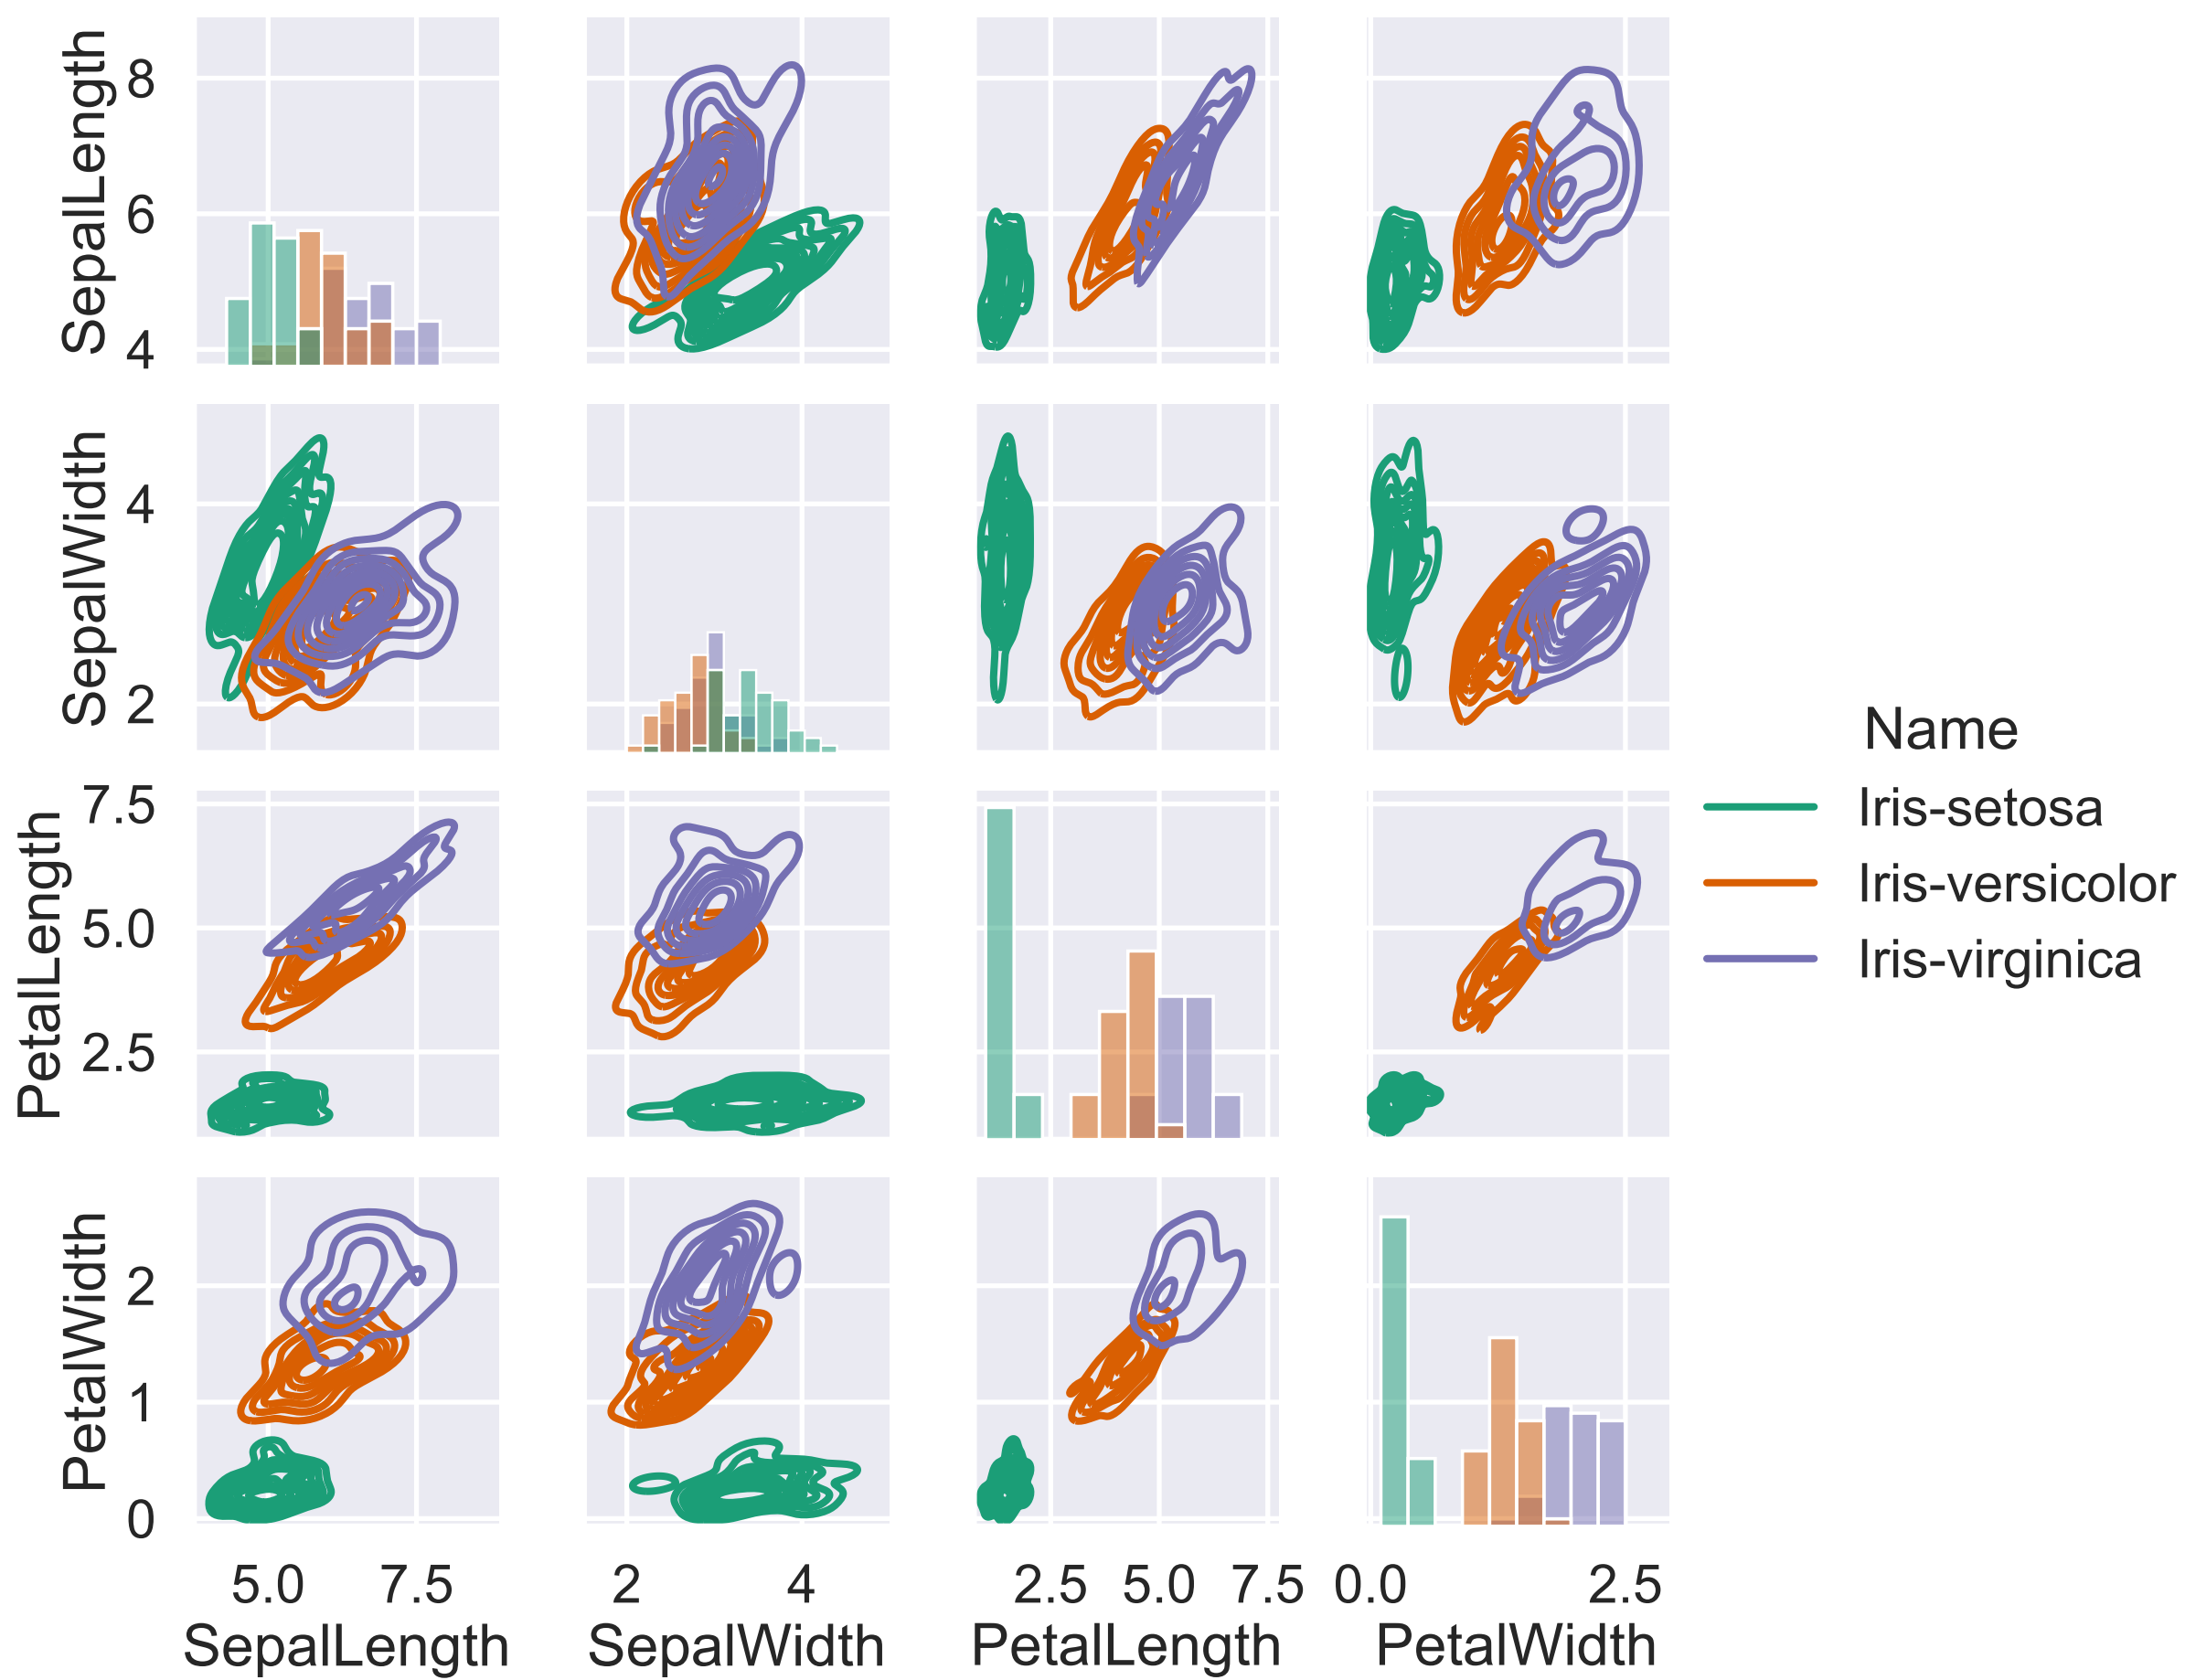 SepalLength
8
6
4
SepalWidth
4
2
PetalLength
7.5
5.0
2.5
PetalWidth
2
1
0
5.0 7.5 2 4 2.5 5.0 7.5 0.0 2.5
SepalLength SepalWidth PetalLength PetalWidth
Name
Iris-setosa
Iris-versicolor
Iris-virginica